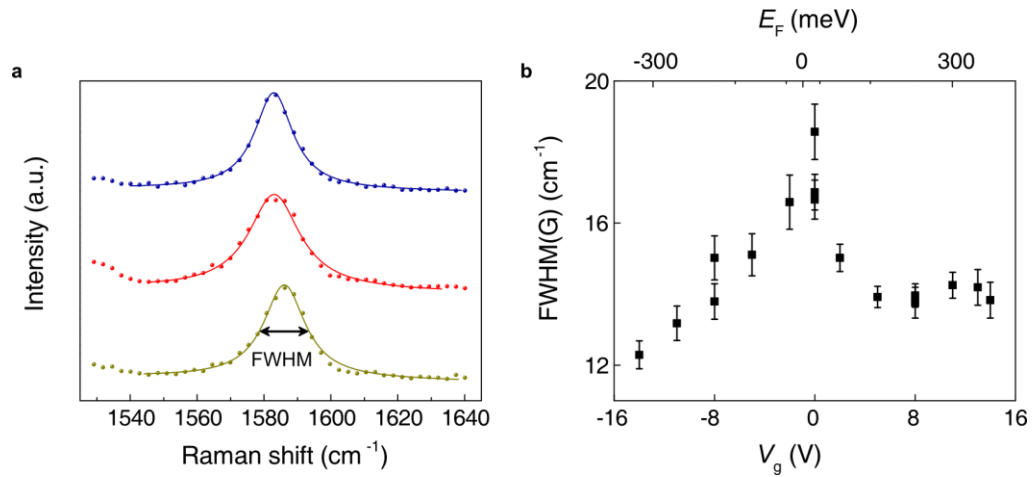 a
Intensity (a.u.)
FWHM
1540 1560 1580 1600 1620 1640
Raman shift (cm⁻¹)
b
E_F (meV)
-300 0 300
FWHM(G) (cm⁻¹)
20
16
12
-16 -8 0 8 16
V_g (V)